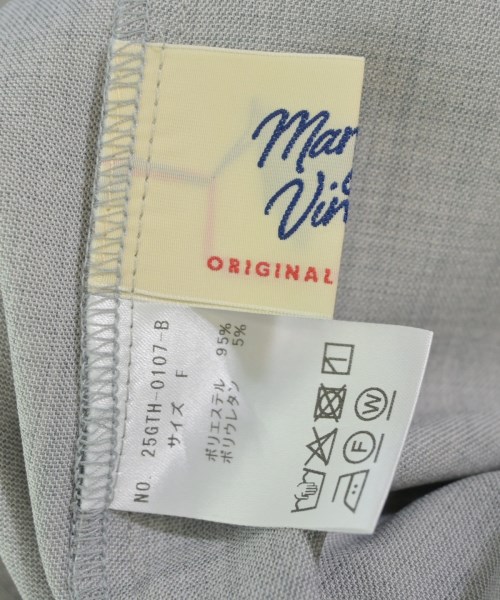 Mar
Vin
ORIGINAL
NO. 25GTH-0107-B
サイズ F
ポリエステル 95%
ポリウレタン 5%
F W